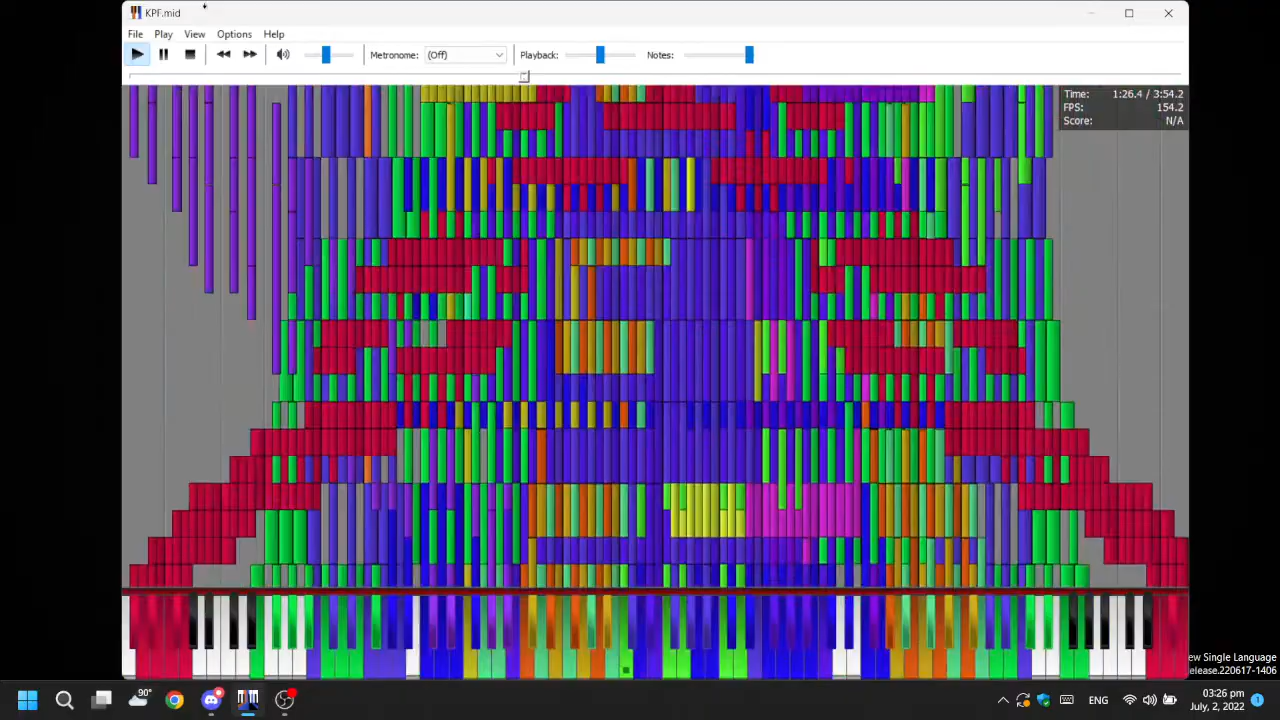 KPF.mid
File Play View Options Help
Metronome: (Off) Playback: Notes:
Time: 1:26.4 / 3:54.2
FPS: 154.2
Score: N/A
ew Single Language
elease.220617-1406
90°
ENG
03:26 pm
July, 2, 2022
1